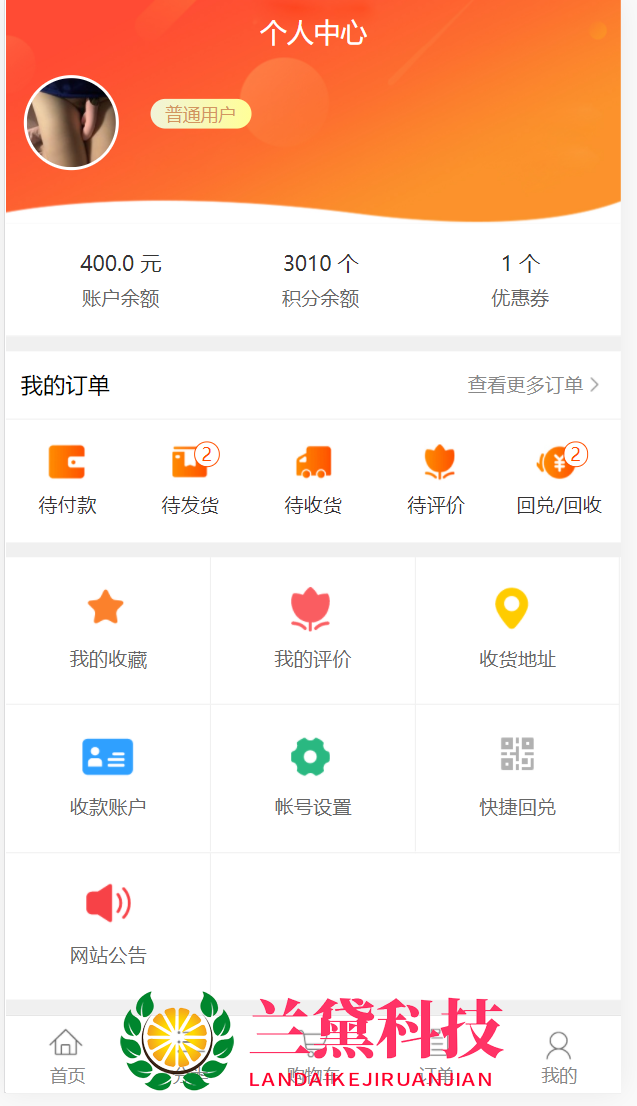 个人中心
普通用户
400.0 元
3010 个
1 个
账户余额
积分余额
优惠券
我的订单
查看更多订单
2
2
待付款
待发货
待收货
待评价
回兑/回收
我的收藏
我的评价
收货地址
收款账户
帐号设置
快捷回兑
网站公告
兰黛科技
LANDAIKEJIRUANJIAN
首页
分类
购物车
订单
我的